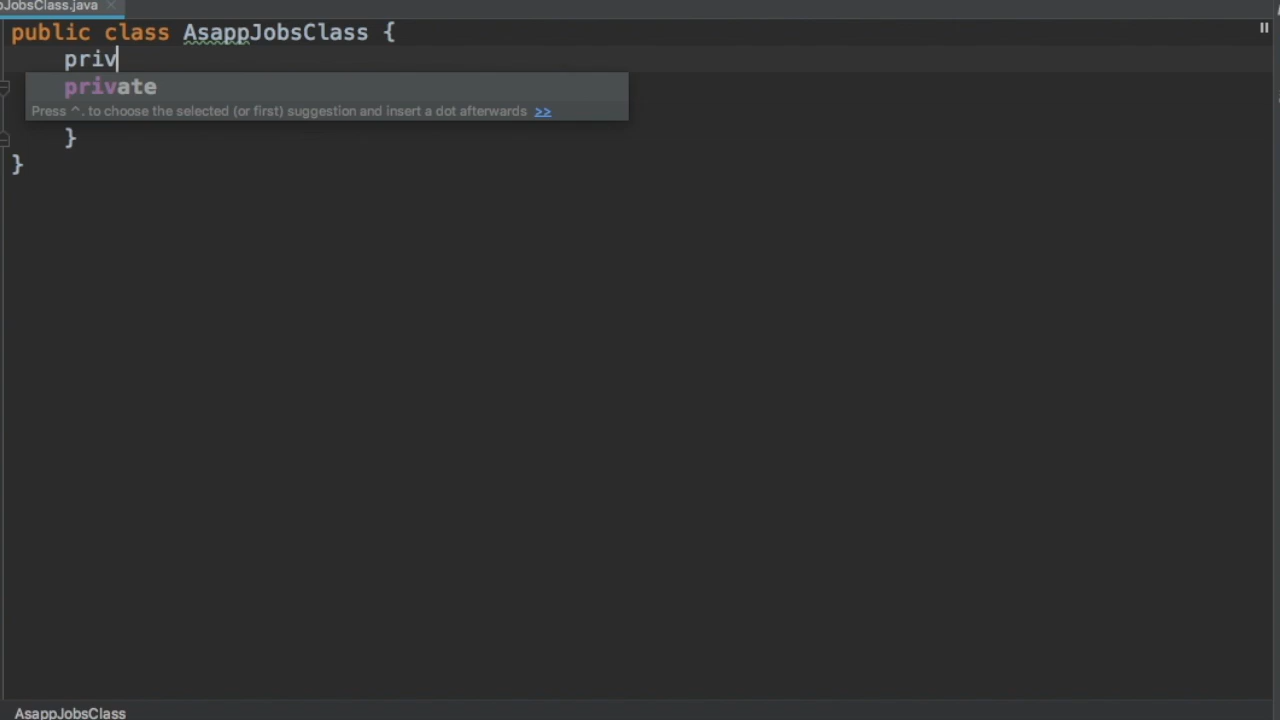 pJobsClass.java
public class AsappJobsClass {
priv
private
Press ^. to choose the selected (or first) suggestion and insert a dot afterwards >>
}
}
AsappJobsClass